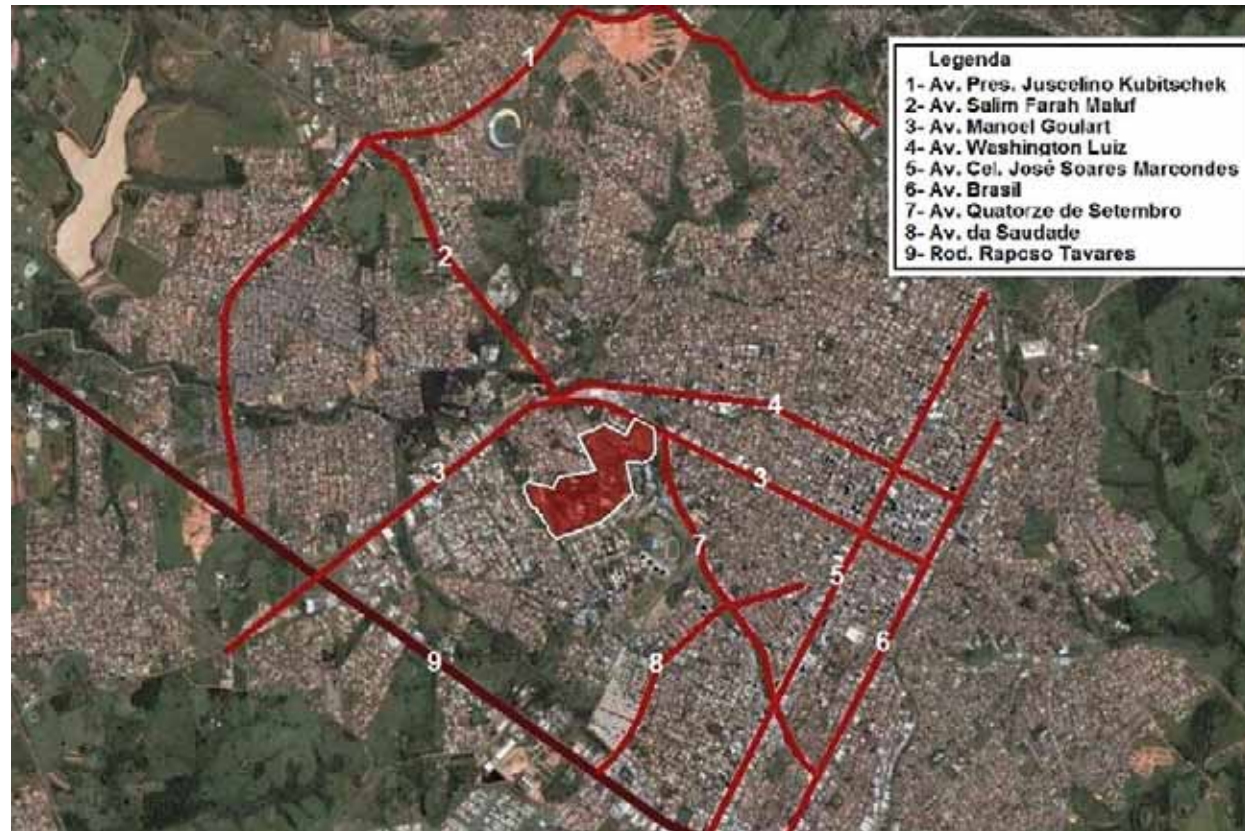 Legenda
1- Av. Pres. Juscelino Kubitschek
2- Av. Salim Farah Maluf
3- Av. Manoel Goulart
4- Av. Washington Luiz
5- Av. Cel. José Soares Marcondes
6- Av. Brasil
7- Av. Quatorze de Setembro
8- Av. da Saudade
9- Rod. Raposo Tavares
1
2
4
3
3
7
5
6
8
9